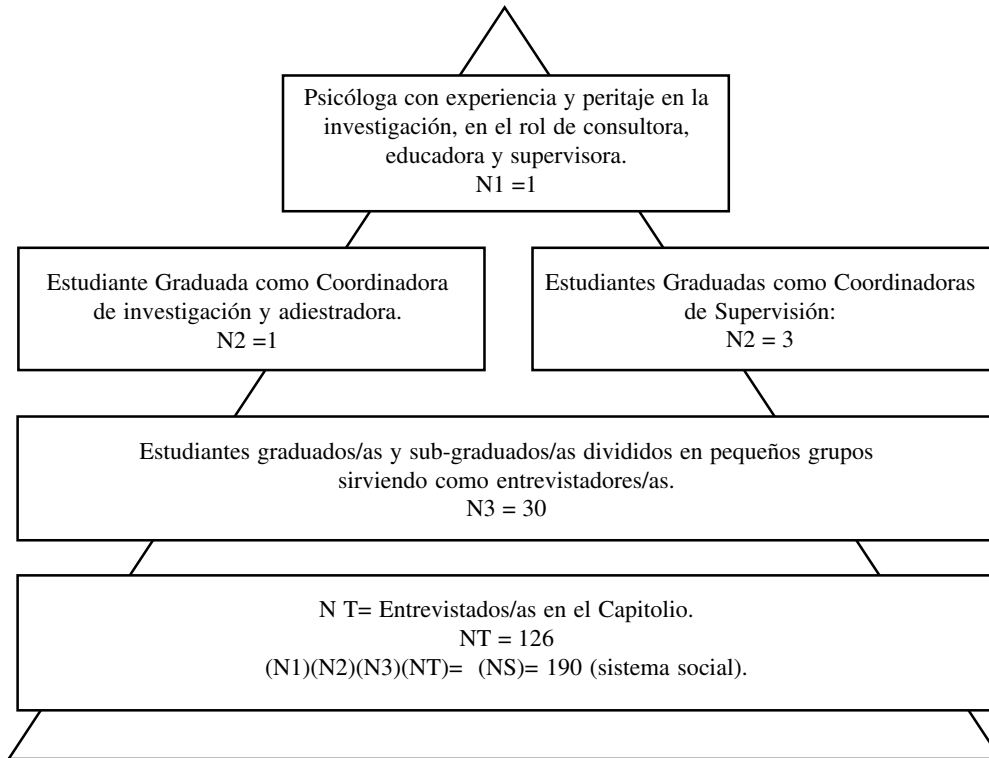 Psicóloga con experiencia y peritaje en la
investigación, en el rol de consultora,
educadora y supervisora.
N1 =1
Estudiante Graduada como Coordinadora
de investigación y adiestradora.
N2 =1
Estudiantes Graduadas como Coordinadoras
de Supervisión:
N2 = 3
Estudiantes graduados/as y sub-graduados/as divididos en pequeños grupos
sirviendo como entrevistadores/as.
N3 = 30
N T= Entrevistados/as en el Capitolio.
NT = 126
(N1)(N2)(N3)(NT)=  (NS)= 190 (sistema social).